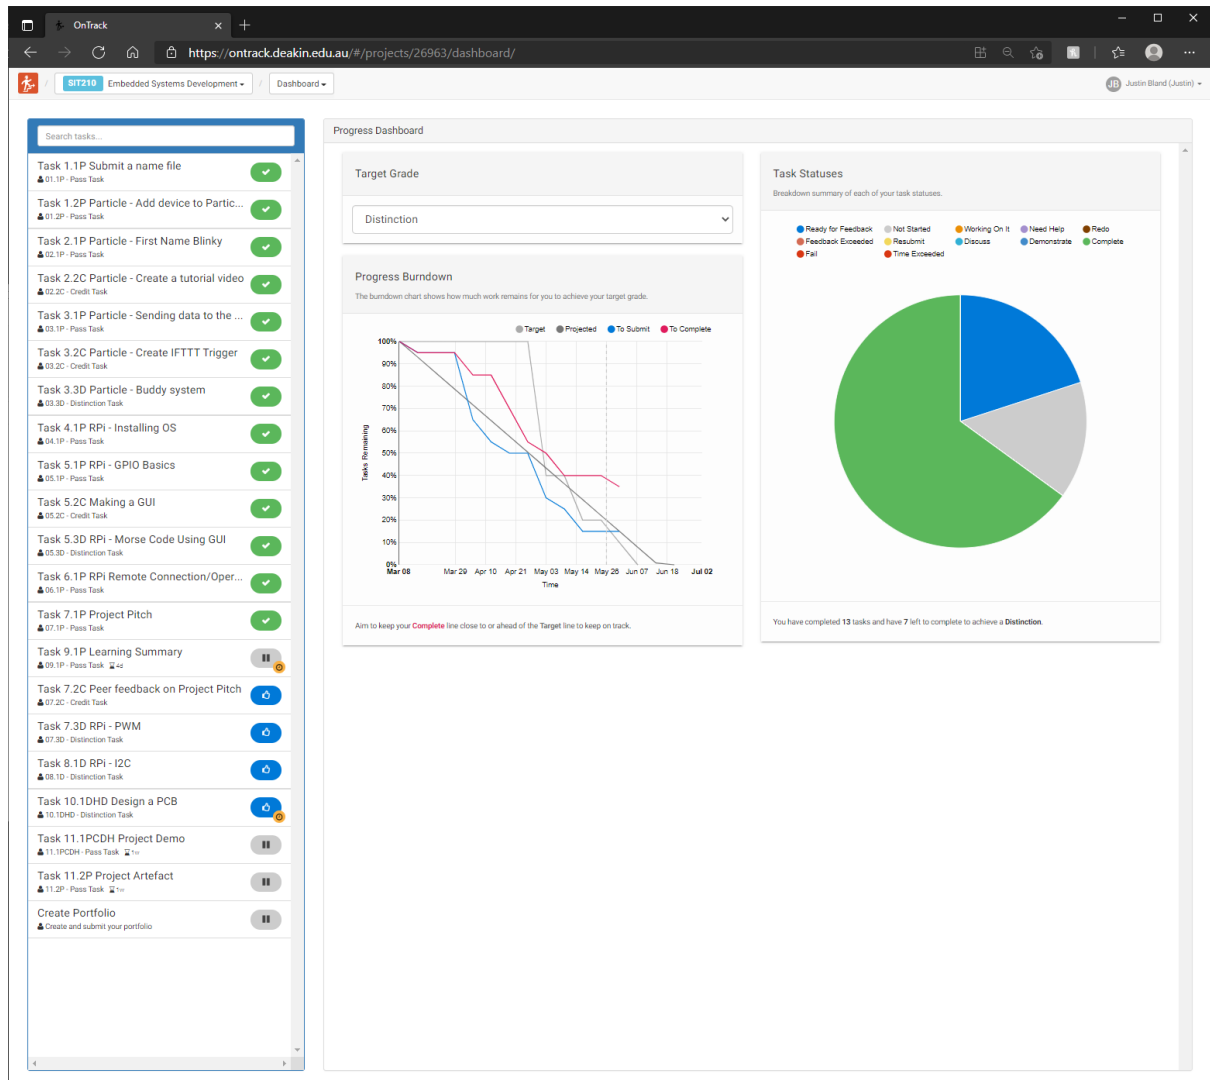 OnTrack
https://ontrack.deakin.edu.au/#/projects/26963/dashboard/
/ SIT210 Embedded Systems Development / Dashboard
JB Justin Bland (Justin)
Search tasks...
Task 1.1P Submit a name file
01.1P - Pass Task
Task 1.2P Particle - Add device to Partic...
01.2P - Pass Task
Task 2.1P Particle - First Name Blinky
02.1P - Pass Task
Task 2.2C Particle - Create a tutorial video
02.2C - Credit Task
Task 3.1P Particle - Sending data to the ...
03.1P - Pass Task
Task 3.2C Particle - Create IFTTT Trigger
03.2C - Credit Task
Task 3.3D Particle - Buddy system
03.3D - Distinction Task
Task 4.1P RPi - Installing OS
04.1P - Pass Task
Task 5.1P RPi - GPIO Basics
05.1P - Pass Task
Task 5.2C Making a GUI
05.2C - Credit Task
Task 5.3D RPi - Morse Code Using GUI
05.3D - Distinction Task
Task 6.1P RPi Remote Connection/Oper...
06.1P - Pass Task
Task 7.1P Project Pitch
07.1P - Pass Task
Task 9.1P Learning Summary
09.1P - Pass Task 4d
Task 7.2C Peer feedback on Project Pitch
07.2C - Credit Task
Task 7.3D RPi - PWM
07.3D - Distinction Task
Task 8.1D RPi - I2C
08.1D - Distinction Task
Task 10.1DHD Design a PCB
10.1DHD - Distinction Task
Task 11.1PCDH Project Demo
11.1PCDH - Pass Task 1w
Task 11.2P Project Artefact
11.2P - Pass Task 1w
Create Portfolio
Create and submit your portfolio
Progress Dashboard
Target Grade
Distinction
Progress Burndown
The burndown chart shows how much work remains for you to achieve your target grade.
Target Projected To Submit To Complete
100%
90%
80%
70%
60%
50%
40%
30%
20%
10%
0%
Tasks Remaining
Mar 08 Mar 29 Apr 10 Apr 21 May 03 May 14 May 26 Jun 07 Jun 18 Jul 02
Time
Aim to keep your Complete line close to or ahead of the Target line to keep on track.
Task Statuses
Breakdown summary of each of your task statuses.
Ready for Feedback Not Started Working On It Need Help Redo
Feedback Exceeded Resubmit Discuss Demonstrate Complete
Fail Time Exceeded
You have completed 13 tasks and have 7 left to complete to achieve a Distinction.